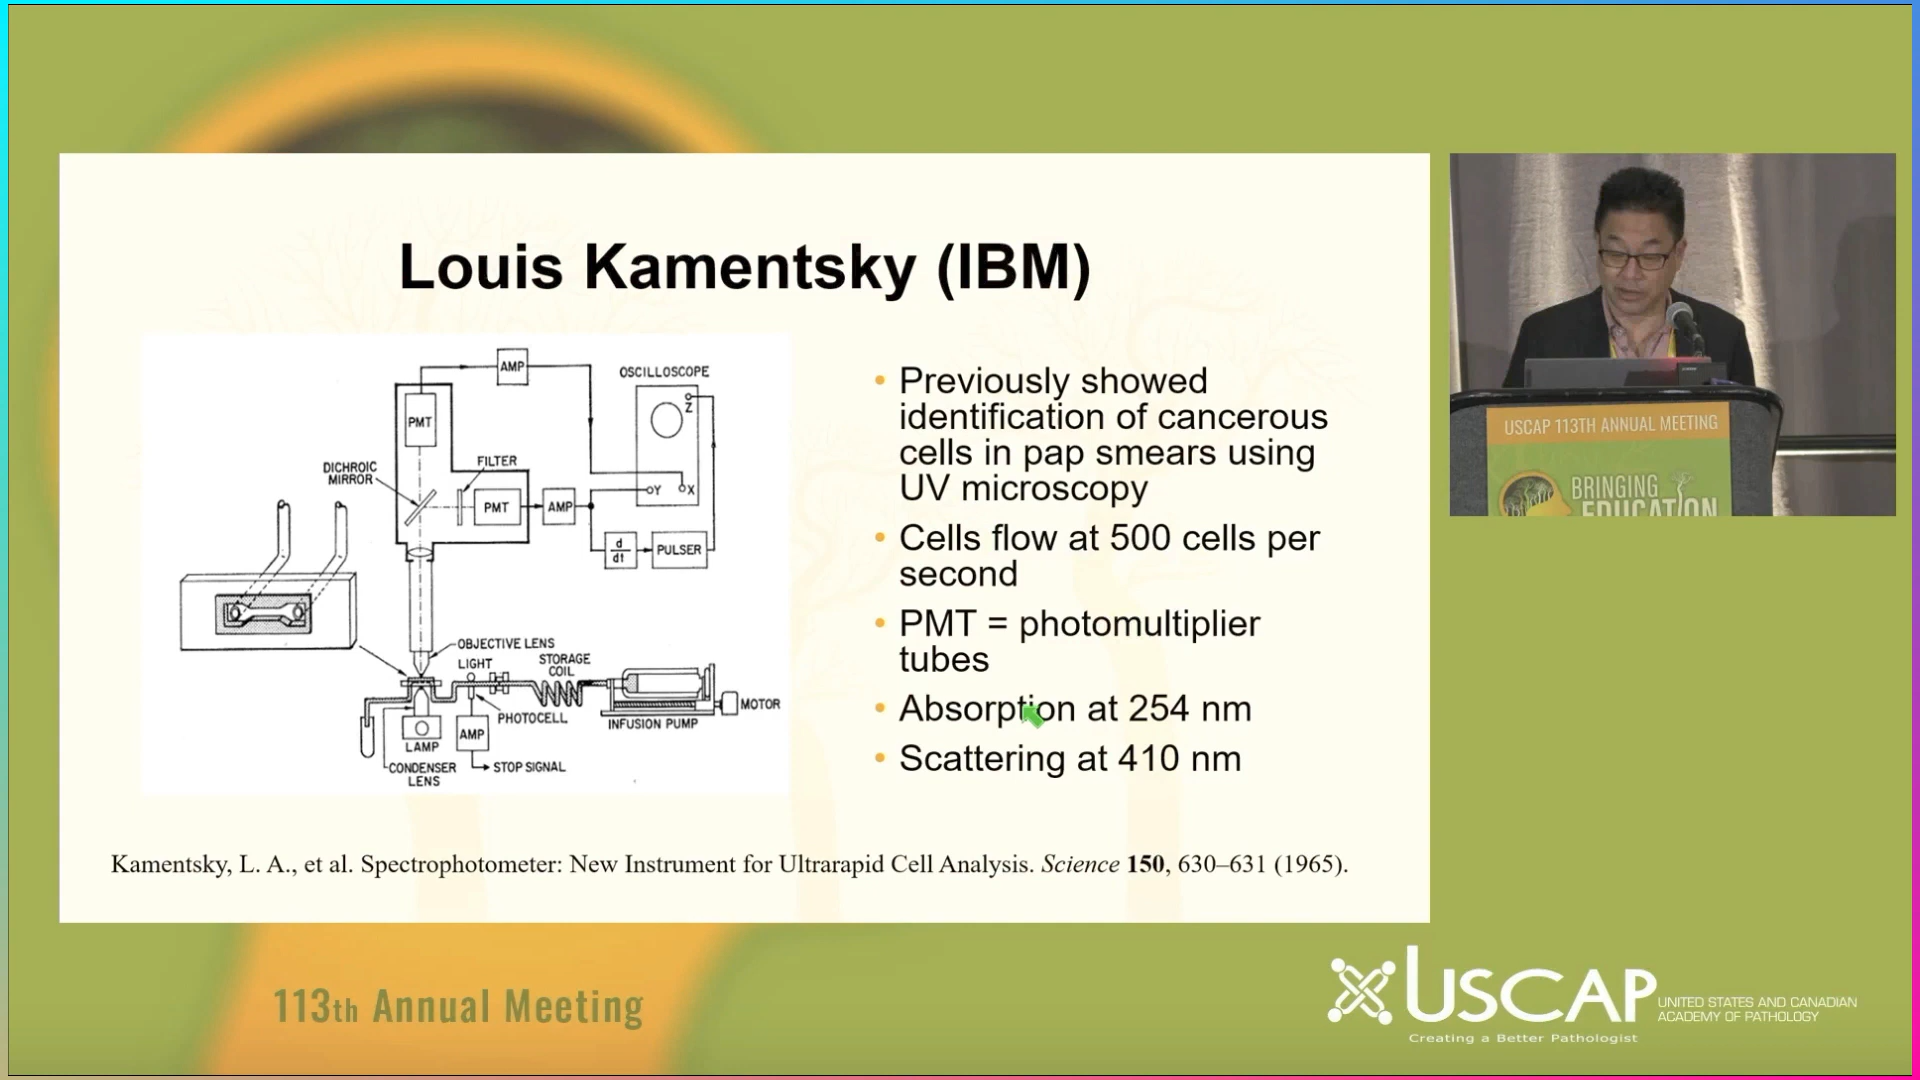 Louis Kamentsky (IBM)
AMP
OSCILLOSCOPE
Z
PMT
DICHROIC
MIRROR
FILTER
PMT
AMP
Y
X
d
dt
PULSER
OBJECTIVE LENS
LIGHT
STORAGE
COIL
MOTOR
PHOTOCELL
INFUSION PUMP
LAMP
AMP
CONDENSER
LENS
STOP SIGNAL
• Previously showed
identification of cancerous
cells in pap smears using
UV microscopy
• Cells flow at 500 cells per
second
• PMT = photomultiplier
tubes
• Absorption at 254 nm
• Scattering at 410 nm
Kamentsky, L. A., et al. Spectrophotometer: New Instrument for Ultrarapid Cell Analysis. Science 150, 630–631 (1965).
USCAP 113TH ANNUAL MEETING
BRINGING
EDUCATION
113th Annual Meeting
USCAP
UNITED STATES AND CANADIAN
ACADEMY OF PATHOLOGY
Creating a Better Pathologist